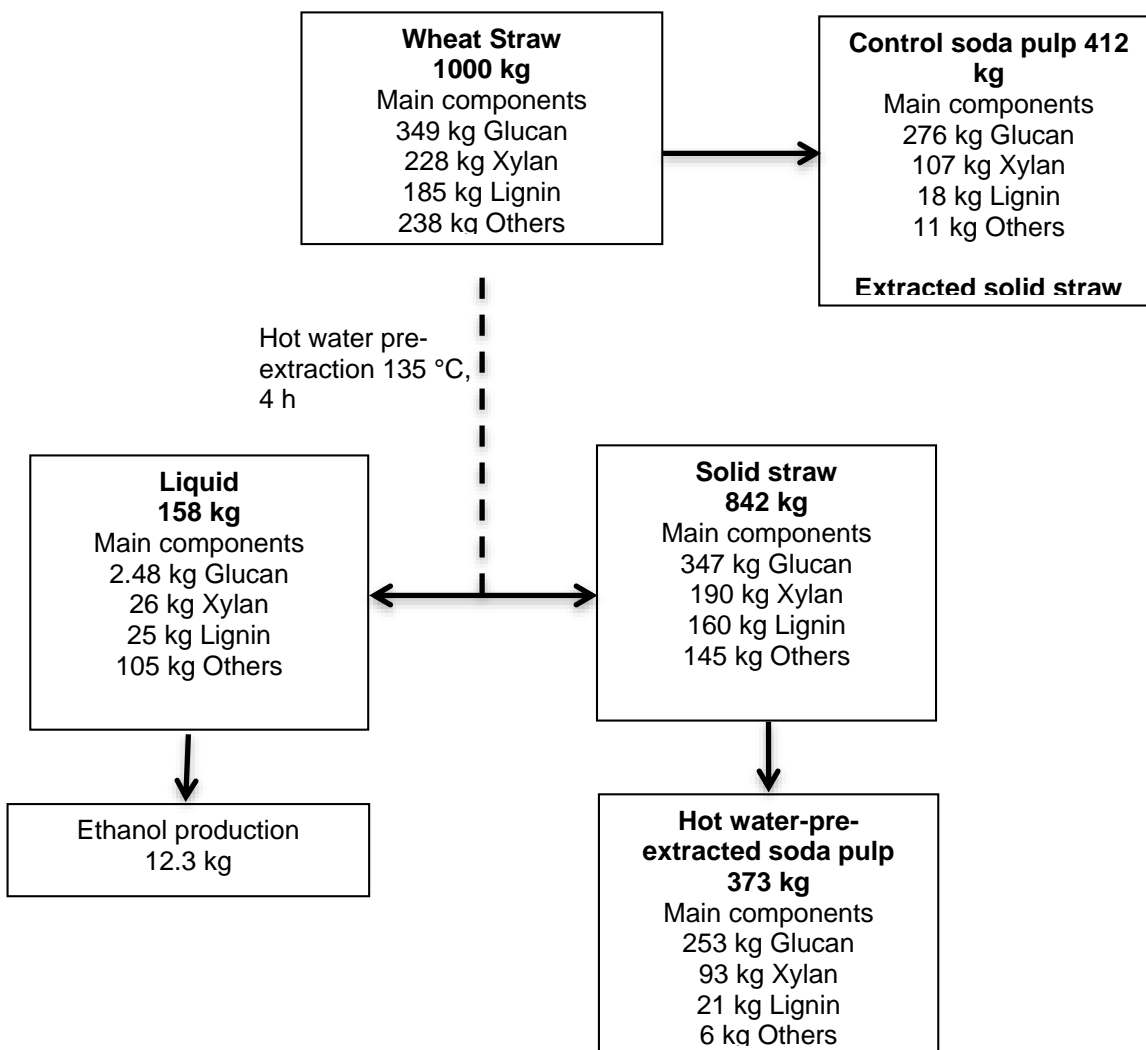 Wheat Straw
1000 kg
Main components
349 kg Glucan
228 kg Xylan
185 kg Lignin
238 kg Others
Control soda pulp 412
kg
Main components
276 kg Glucan
107 kg Xylan
18 kg Lignin
11 kg Others
Extracted solid straw
Hot water pre-
extraction 135 °C,
4 h
Liquid
158 kg
Main components
2.48 kg Glucan
26 kg Xylan
25 kg Lignin
105 kg Others
Solid straw
842 kg
Main components
347 kg Glucan
190 kg Xylan
160 kg Lignin
145 kg Others
Ethanol production
12.3 kg
Hot water-pre-
extracted soda pulp
373 kg
Main components
253 kg Glucan
93 kg Xylan
21 kg Lignin
6 kg Others